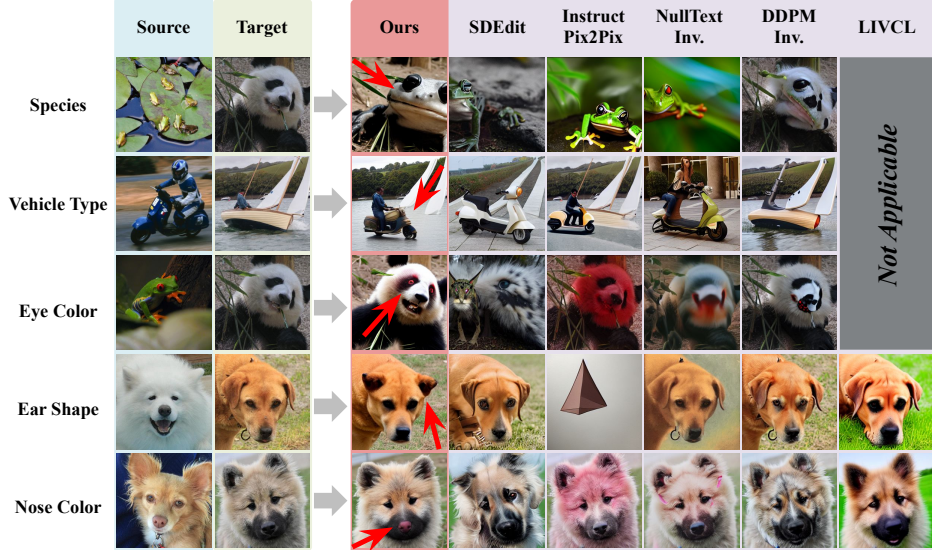 Source
Target
Ours
SDEdit
Instruct
Pix2Pix
NullText
Inv.
DDPM
Inv.
LIVCL
Species
Vehicle Type
Eye Color
Ear Shape
Nose Color
Not Applicable